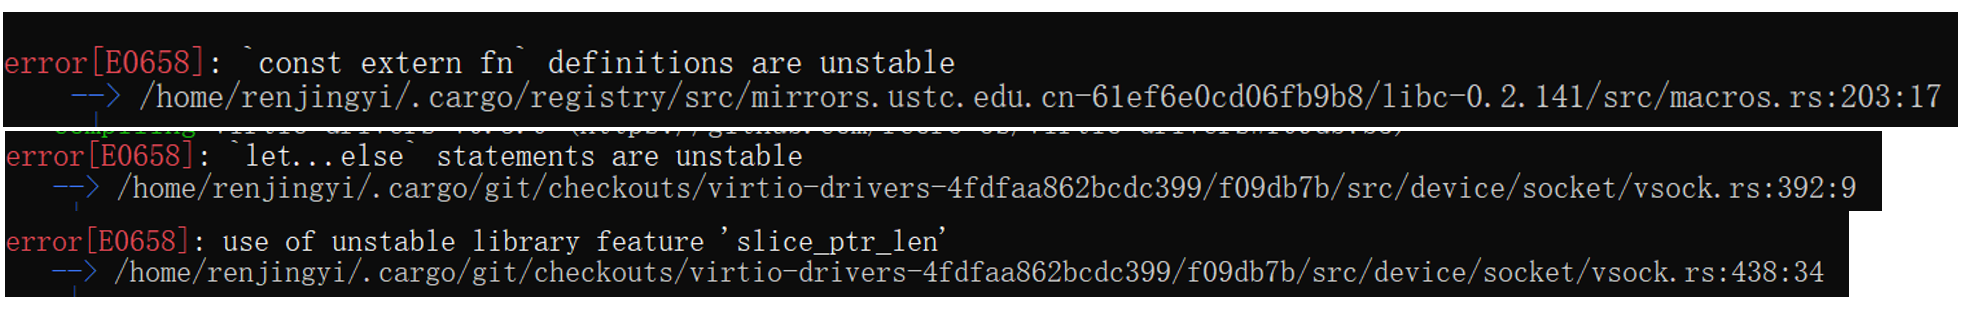 error[E0658]: `const extern fn` definitions are unstable
--> /home/renjingyi/.cargo/registry/src/mirrors.ustc.edu.cn-61ef6e0cd06fb9b8/libc-0.2.141/src/macros.rs:203:17
error[E0658]: `let...else` statements are unstable
--> /home/renjingyi/.cargo/git/checkouts/virtio-drivers-4fdfaa862bcdc399/f09db7b/src/device/socket/vsock.rs:392:9
error[E0658]: use of unstable library feature 'slice_ptr_len'
--> /home/renjingyi/.cargo/git/checkouts/virtio-drivers-4fdfaa862bcdc399/f09db7b/src/device/socket/vsock.rs:438:34